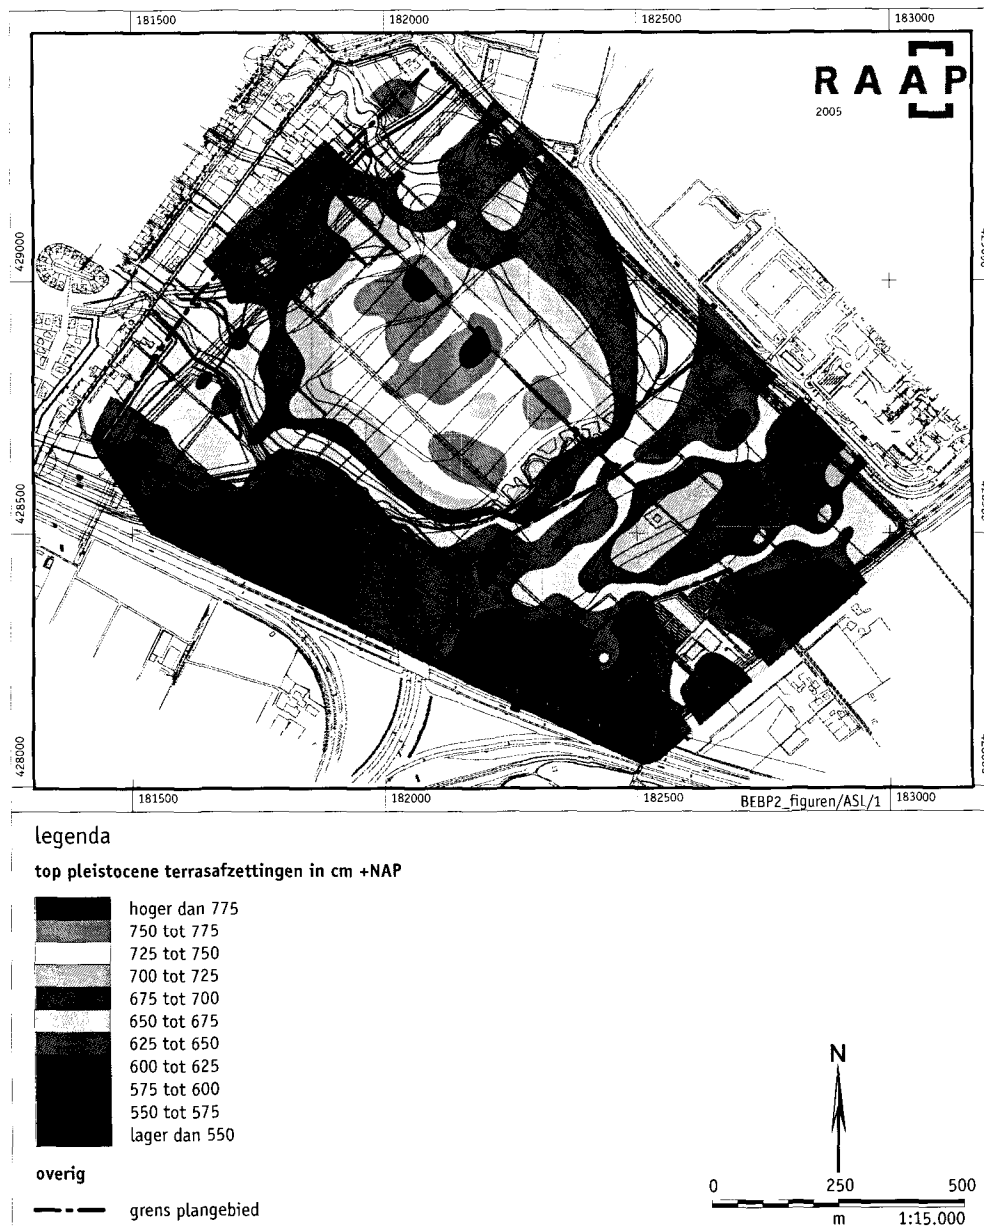 181500 182000 182500 183000
RAAP
2005
429000
428500
428000
181500 182000 182500 183000
BEBP2_figuren/ASL/1
legenda
top pleistocene terrasafzettingen in cm +NAP
hoger dan 775
750 tot 775
725 tot 750
700 tot 725
675 tot 700
650 tot 675
625 tot 650
600 tot 625
575 tot 600
550 tot 575
lager dan 550
overig
grens plangebied
N
0 250 500
m 1:15.000